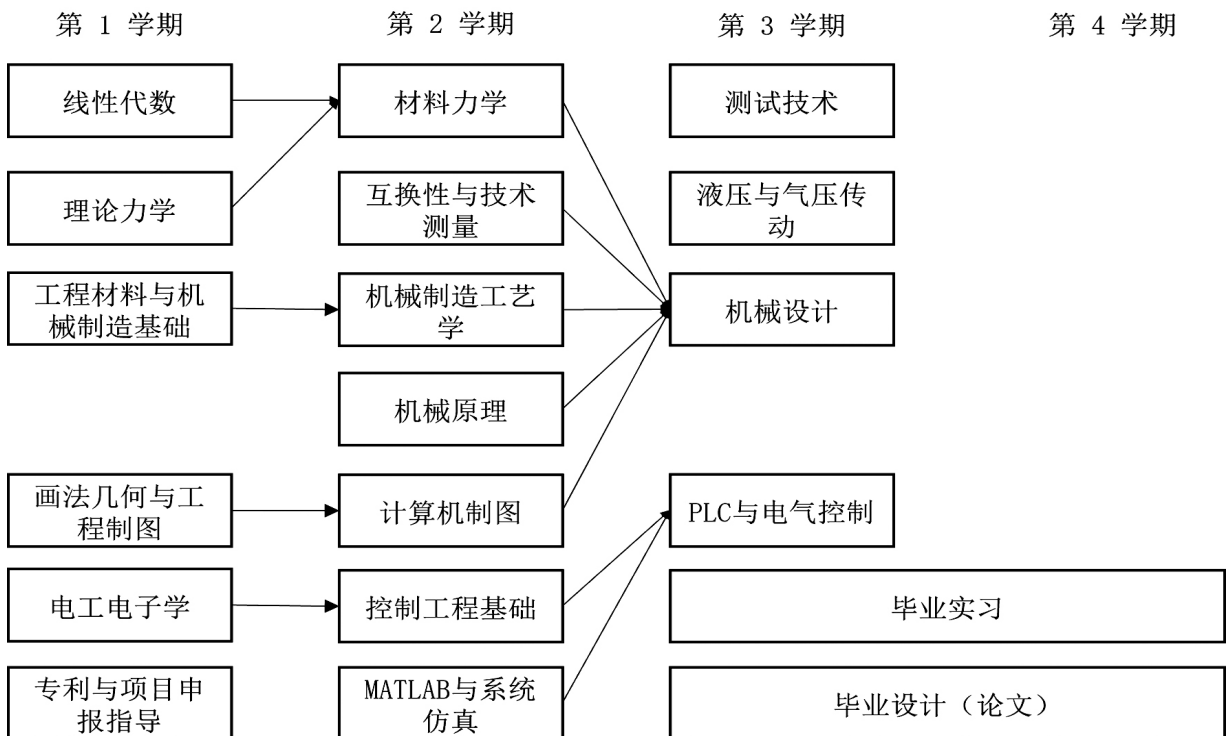 第 1 学期 第 2 学期 第 3 学期 第 4 学期
线性代数 材料力学 测试技术
理论力学
互换性与技术
测量
液压与气压传
动
工程材料与机
械制造基础
机械制造工艺
学
机械设计
机械原理
画法几何与工
程制图
计算机制图
PLC与电气控制
电工电子学
控制工程基础
毕业实习
专利与项目申
报指导
MATLAB与系统
仿真
毕业设计（论文）